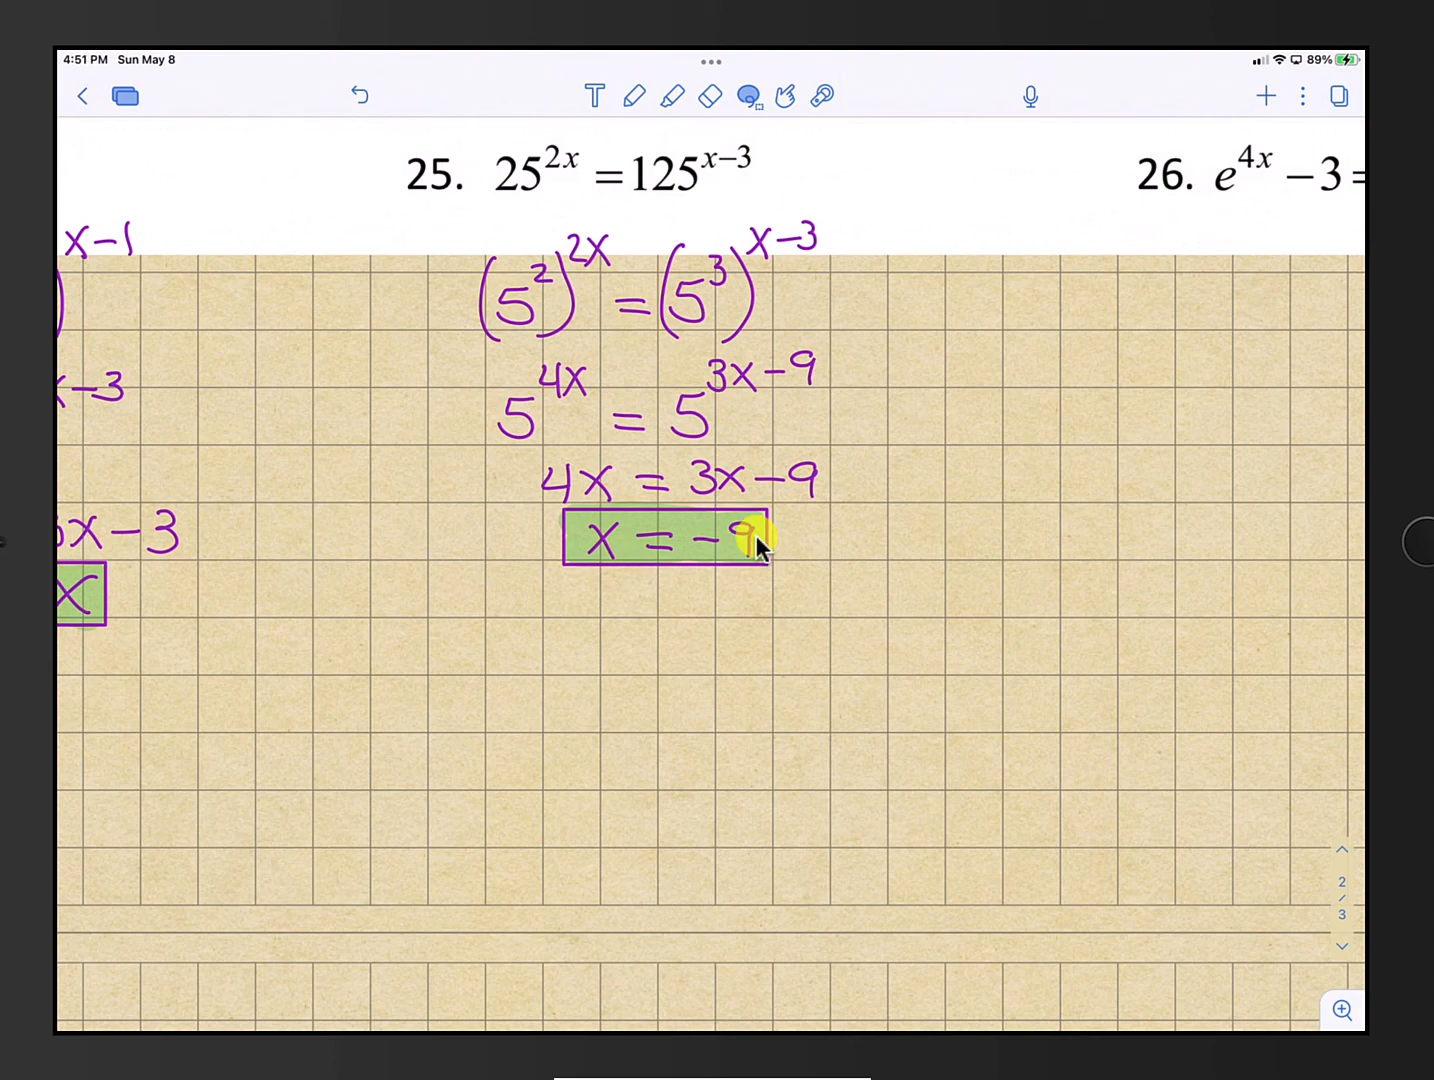 4:51 PM Sun May 8
89%
25. 25^{2x} = 125^{x-3}
26. e^{4x} - 3 =
x-1
(5^2)^{2x} = (5^3)^{x-3}
x-3
5^{4x} = 5^{3x-9}
4x = 3x-9
x-3
x = -9
x
2
/
3